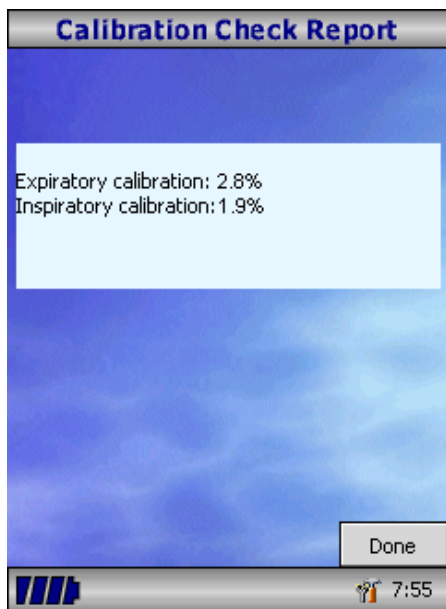 Calibration Check Report
Expiratory calibration: 2.8%
Inspiratory calibration:1.9%
Done
7:55